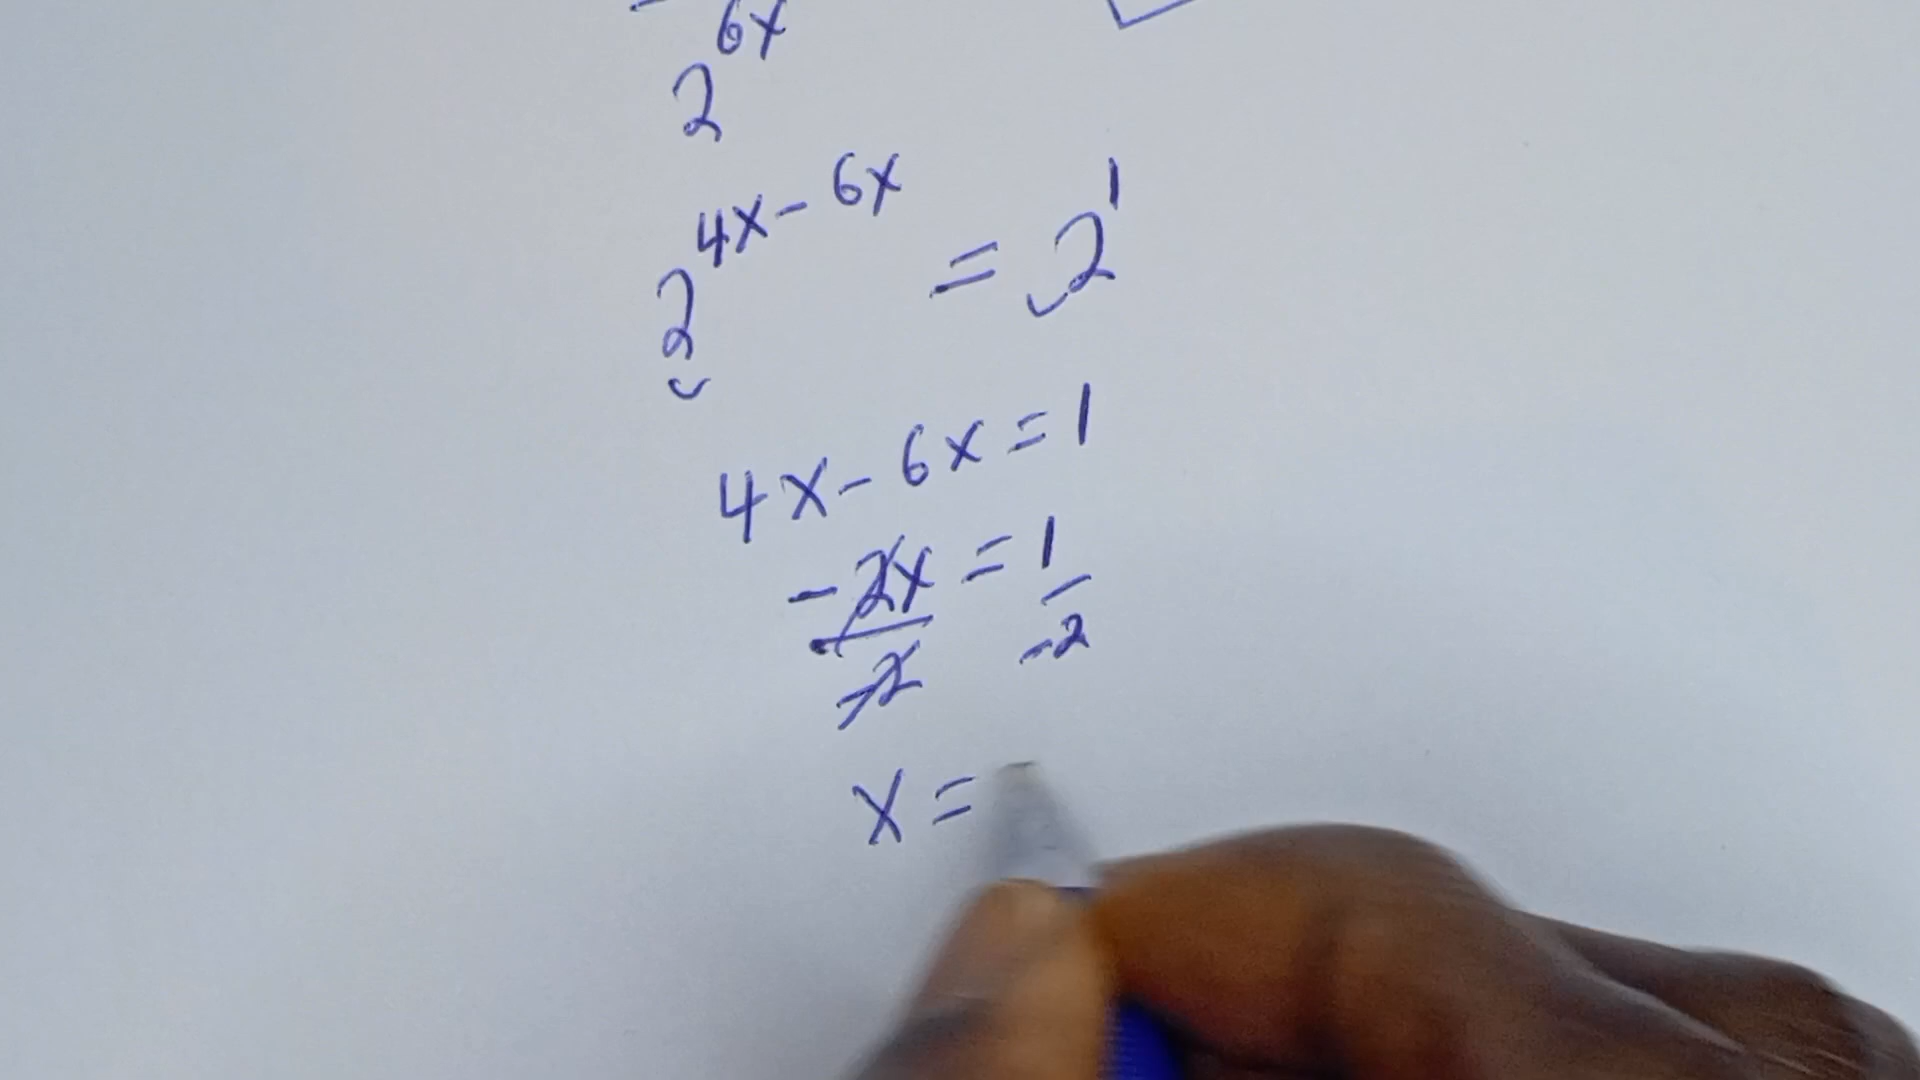 2^{6x}
2^{4x-6x} = 2^1
4x - 6x = 1
-2x = 1
-2 -2
x =